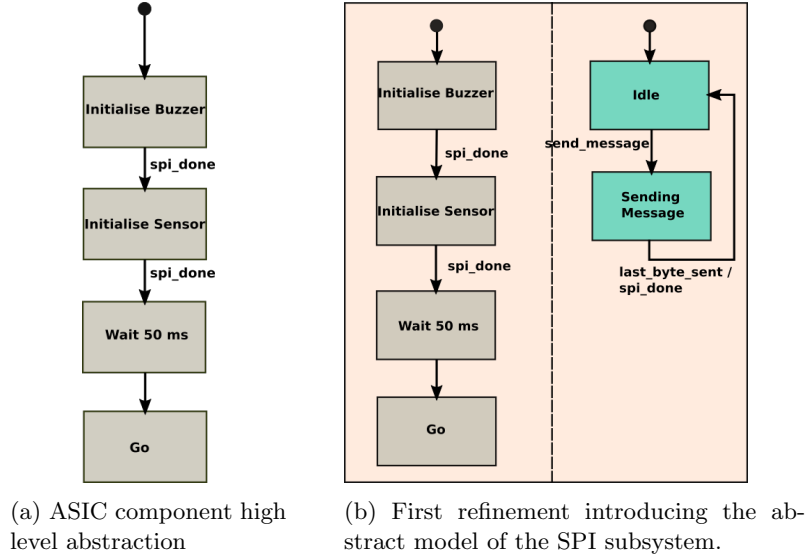 Initialise Buzzer
spi_done
Initialise Sensor
spi_done
Wait 50 ms
Go
(a) ASIC component high
level abstraction
Initialise Buzzer
spi_done
Initialise Sensor
spi_done
Wait 50 ms
Go
Idle
send_message
Sending
Message
last_byte_sent /
spi_done
(b) First refinement introducing the ab-
stract model of the SPI subsystem.